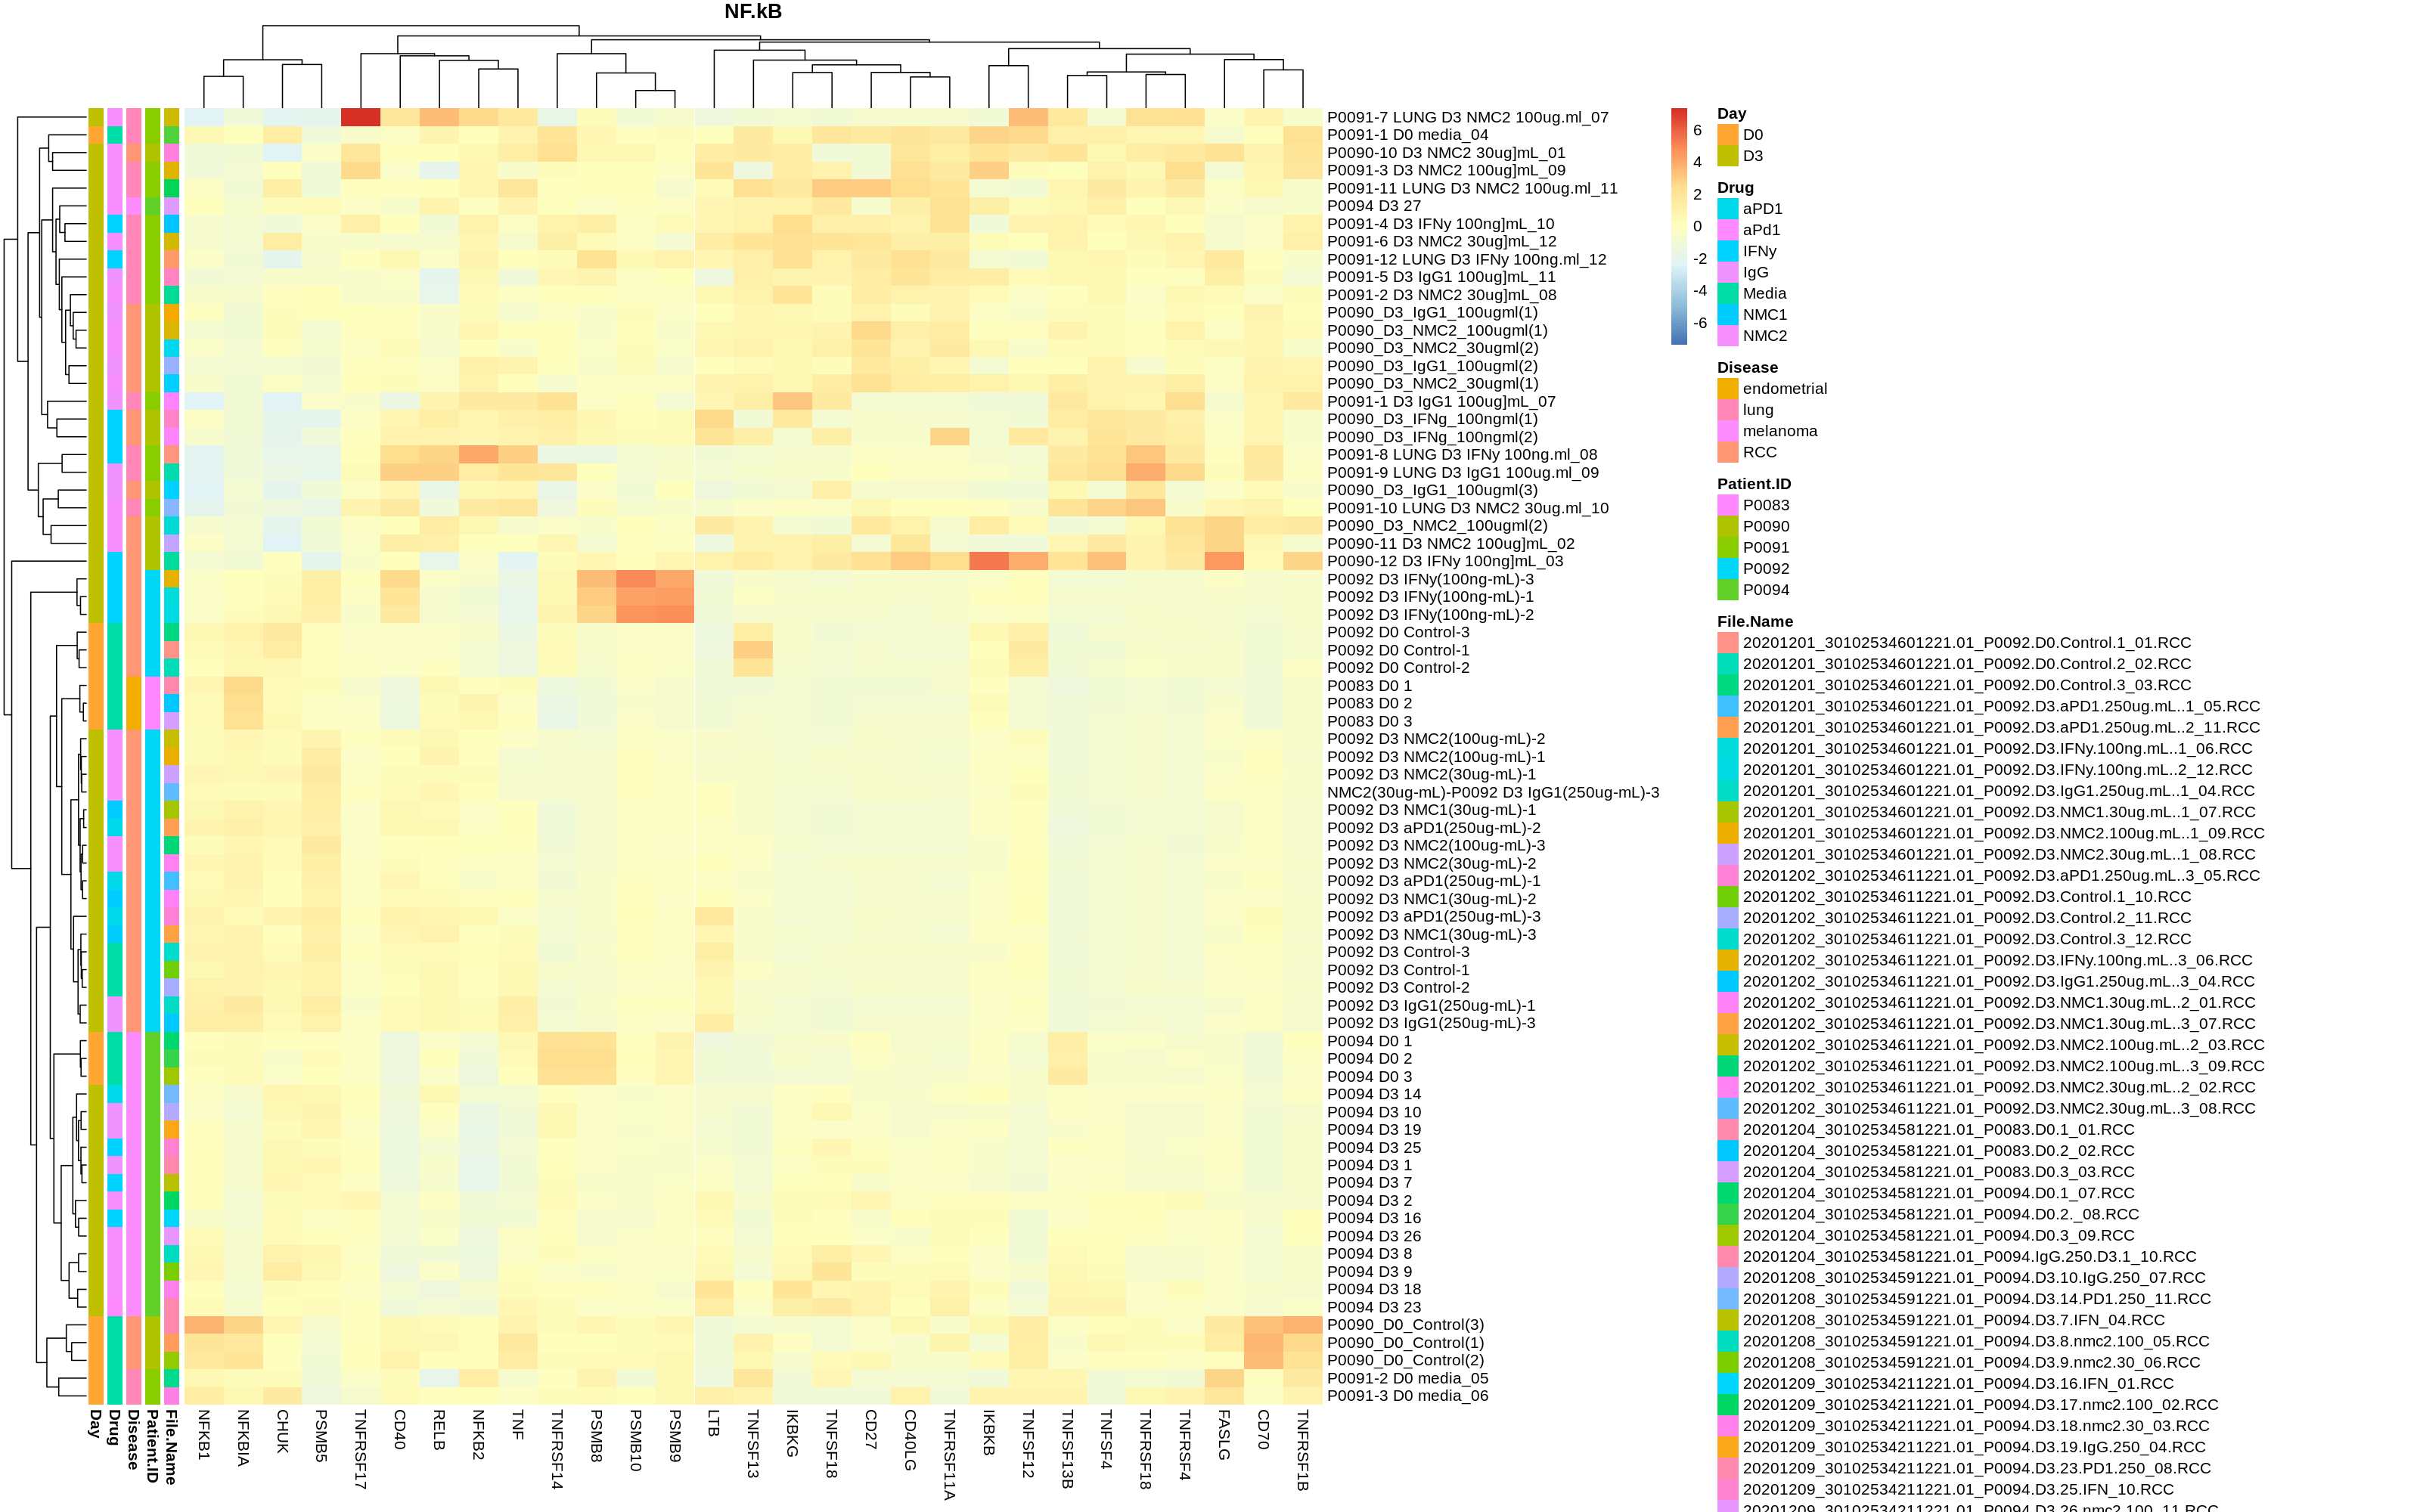 NF.kB
P0091-7 LUNG D3 NMC2 100ug.ml_07
P0091-1 D0 media_04
P0090-10 D3 NMC2 30ug]mL_01
P0091-3 D3 NMC2 100ug]mL_09
P0091-11 LUNG D3 NMC2 100ug.ml_11
P0094 D3 27
P0091-4 D3 IFNy 100ng]mL_10
P0091-6 D3 NMC2 30ug]mL_12
P0091-12 LUNG D3 IFNy 100ng.ml_12
P0091-5 D3 IgG1 100ug]mL_11
P0091-2 D3 NMC2 30ug]mL_08
P0090_D3_IgG1_100ugml(1)
P0090_D3_NMC2_100ugml(1)
P0090_D3_NMC2_30ugml(2)
P0090_D3_IgG1_100ugml(2)
P0090_D3_NMC2_30ugml(1)
P0091-1 D3 IgG1 100ug]mL_07
P0090_D3_IFNg_100ngml(1)
P0090_D3_IFNg_100ngml(2)
P0091-8 LUNG D3 IFNy 100ng.ml_08
P0091-9 LUNG D3 IgG1 100ug.ml_09
P0090_D3_IgG1_100ugml(3)
P0091-10 LUNG D3 NMC2 30ug.ml_10
P0090_D3_NMC2_100ugml(2)
P0090-11 D3 NMC2 100ug]mL_02
P0090-12 D3 IFNy 100ng]mL_03
P0092 D3 IFNy(100ng-mL)-3
P0092 D3 IFNy(100ng-mL)-1
P0092 D3 IFNy(100ng-mL)-2
P0092 D0 Control-3
P0092 D0 Control-1
P0092 D0 Control-2
P0083 D0 1
P0083 D0 2
P0083 D0 3
P0092 D3 NMC2(100ug-mL)-2
P0092 D3 NMC2(100ug-mL)-1
P0092 D3 NMC2(30ug-mL)-1
NMC2(30ug-mL)-P0092 D3 IgG1(250ug-mL)-3
P0092 D3 NMC1(30ug-mL)-1
P0092 D3 aPD1(250ug-mL)-2
P0092 D3 NMC2(100ug-mL)-3
P0092 D3 NMC2(30ug-mL)-2
P0092 D3 aPD1(250ug-mL)-1
P0092 D3 NMC1(30ug-mL)-2
P0092 D3 aPD1(250ug-mL)-3
P0092 D3 NMC1(30ug-mL)-3
P0092 D3 Control-3
P0092 D3 Control-1
P0092 D3 Control-2
P0092 D3 IgG1(250ug-mL)-1
P0092 D3 IgG1(250ug-mL)-3
P0094 D0 1
P0094 D0 2
P0094 D0 3
P0094 D3 14
P0094 D3 10
P0094 D3 19
P0094 D3 25
P0094 D3 1
P0094 D3 7
P0094 D3 2
P0094 D3 16
P0094 D3 26
P0094 D3 8
P0094 D3 9
P0094 D3 18
P0094 D3 23
P0090_D0_Control(3)
P0090_D0_Control(1)
P0090_D0_Control(2)
P0091-2 D0 media_05
P0091-3 D0 media_06
Day
Drug
Disease
Patient.ID
File.Name
NFKB1
NFKBIA
CHUK
PSMB5
TNFRSF17
CD40
RELB
NFKB2
TNF
TNFRSF14
PSMB8
PSMB10
PSMB9
LTB
TNFSF13
IKBKG
TNFSF18
CD27
CD40LG
TNFRSF11A
IKBKB
TNFSF12
TNFSF13B
TNFSF4
TNFRSF18
TNFRSF4
FASLG
CD70
TNFRSF1B
6
4
2
0
-2
-4
-6
Day
D0
D3
Drug
aPD1
aPd1
IFNy
IgG
Media
NMC1
NMC2
Disease
endometrial
lung
melanoma
RCC
Patient.ID
P0083
P0090
P0091
P0092
P0094
File.Name
20201201_30102534601221.01_P0092.D0.Control.1_01.RCC
20201201_30102534601221.01_P0092.D0.Control.2_02.RCC
20201201_30102534601221.01_P0092.D0.Control.3_03.RCC
20201201_30102534601221.01_P0092.D3.aPD1.250ug.mL..1_05.RCC
20201201_30102534601221.01_P0092.D3.aPD1.250ug.mL..2_11.RCC
20201201_30102534601221.01_P0092.D3.IFNy.100ng.mL..1_06.RCC
20201201_30102534601221.01_P0092.D3.IFNy.100ng.mL..2_12.RCC
20201201_30102534601221.01_P0092.D3.IgG1.250ug.mL..1_04.RCC
20201201_30102534601221.01_P0092.D3.NMC1.30ug.mL..1_07.RCC
20201201_30102534601221.01_P0092.D3.NMC2.100ug.mL..1_09.RCC
20201201_30102534601221.01_P0092.D3.NMC2.30ug.mL..1_08.RCC
20201202_30102534611221.01_P0092.D3.aPD1.250ug.mL..3_05.RCC
20201202_30102534611221.01_P0092.D3.Control.1_10.RCC
20201202_30102534611221.01_P0092.D3.Control.2_11.RCC
20201202_30102534611221.01_P0092.D3.Control.3_12.RCC
20201202_30102534611221.01_P0092.D3.IFNy.100ng.mL..3_06.RCC
20201202_30102534611221.01_P0092.D3.IgG1.250ug.mL..3_04.RCC
20201202_30102534611221.01_P0092.D3.NMC1.30ug.mL..2_01.RCC
20201202_30102534611221.01_P0092.D3.NMC1.30ug.mL..3_07.RCC
20201202_30102534611221.01_P0092.D3.NMC2.100ug.mL..2_03.RCC
20201202_30102534611221.01_P0092.D3.NMC2.100ug.mL..3_09.RCC
20201202_30102534611221.01_P0092.D3.NMC2.30ug.mL..2_02.RCC
20201202_30102534611221.01_P0092.D3.NMC2.30ug.mL..3_08.RCC
20201204_30102534581221.01_P0083.D0.1_01.RCC
20201204_30102534581221.01_P0083.D0.2_02.RCC
20201204_30102534581221.01_P0083.D0.3_03.RCC
20201204_30102534581221.01_P0094.D0.1_07.RCC
20201204_30102534581221.01_P0094.D0.2._08.RCC
20201204_30102534581221.01_P0094.D0.3_09.RCC
20201204_30102534581221.01_P0094.IgG.250.D3.1_10.RCC
20201208_30102534591221.01_P0094.D3.10.IgG.250_07.RCC
20201208_30102534591221.01_P0094.D3.14.PD1.250_11.RCC
20201208_30102534591221.01_P0094.D3.7.IFN_04.RCC
20201208_30102534591221.01_P0094.D3.8.nmc2.100_05.RCC
20201208_30102534591221.01_P0094.D3.9.nmc2.30_06.RCC
20201209_30102534211221.01_P0094.D3.16.IFN_01.RCC
20201209_30102534211221.01_P0094.D3.17.nmc2.100_02.RCC
20201209_30102534211221.01_P0094.D3.18.nmc2.30_03.RCC
20201209_30102534211221.01_P0094.D3.19.IgG.250_04.RCC
20201209_30102534211221.01_P0094.D3.23.PD1.250_08.RCC
20201209_30102534211221.01_P0094.D3.25.IFN_10.RCC
20201209_30102534211221.01_P0094.D3.26.nmc2.100_11.RCC